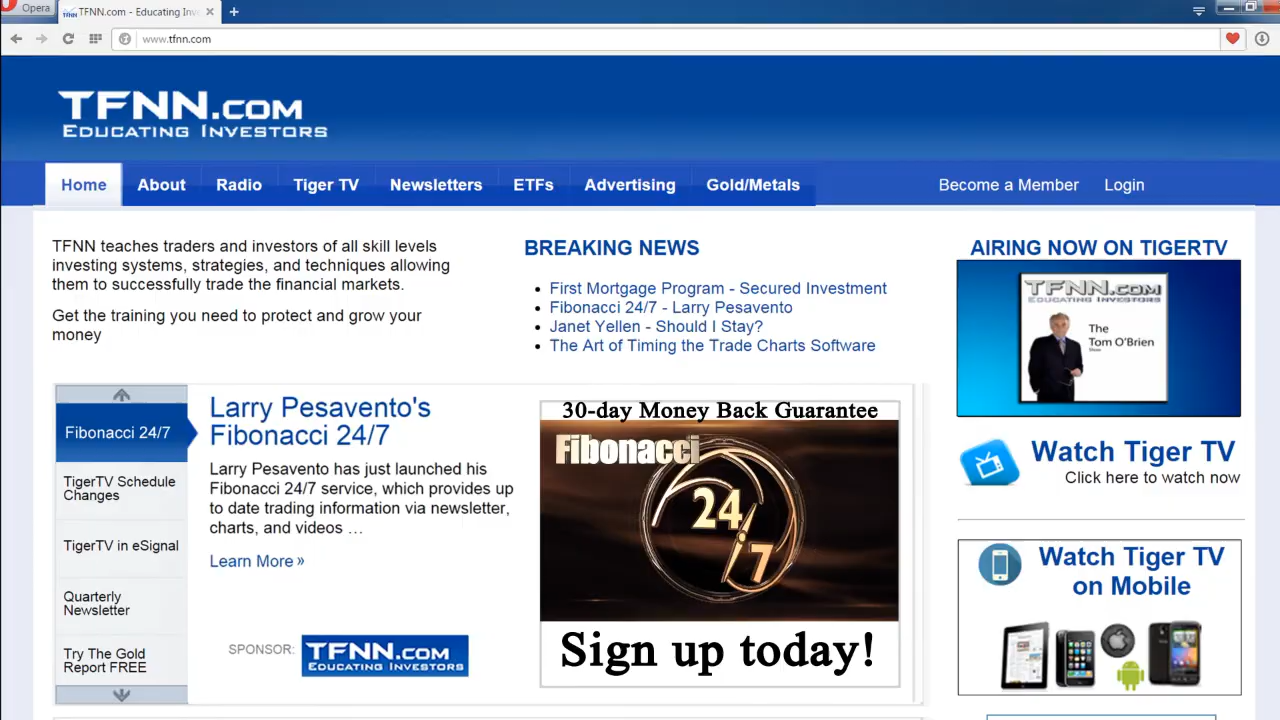 Opera
TFNN.com - Educating Inv
www.tfnn.com
TFNN.COM
EDUCATING INVESTORS
Home
About
Radio
Tiger TV
Newsletters
ETFs
Advertising
Gold/Metals
Become a Member
Login
TFNN teaches traders and investors of all skill levels
investing systems, strategies, and techniques allowing
them to successfully trade the financial markets.
Get the training you need to protect and grow your
money
BREAKING NEWS
First Mortgage Program - Secured Investment
Fibonacci 24/7 - Larry Pesavento
Janet Yellen - Should I Stay?
The Art of Timing the Trade Charts Software
AIRING NOW ON TIGERTV
TFNN.COM
EDUCATING INVESTORS
The
Tom O'Brien
Show
Watch Tiger TV
Click here to watch now
Watch Tiger TV
on Mobile
Fibonacci 24/7
TigerTV Schedule
Changes
TigerTV in eSignal
Quarterly
Newsletter
Try The Gold
Report FREE
Larry Pesavento's
Fibonacci 24/7
Larry Pesavento has just launched his
Fibonacci 24/7 service, which provides up
to date trading information via newsletter,
charts, and videos …
Learn More »
SPONSOR:
TFNN.COM
EDUCATING INVESTORS
30-day Money Back Guarantee
Fibonacci
24/7
Sign up today!